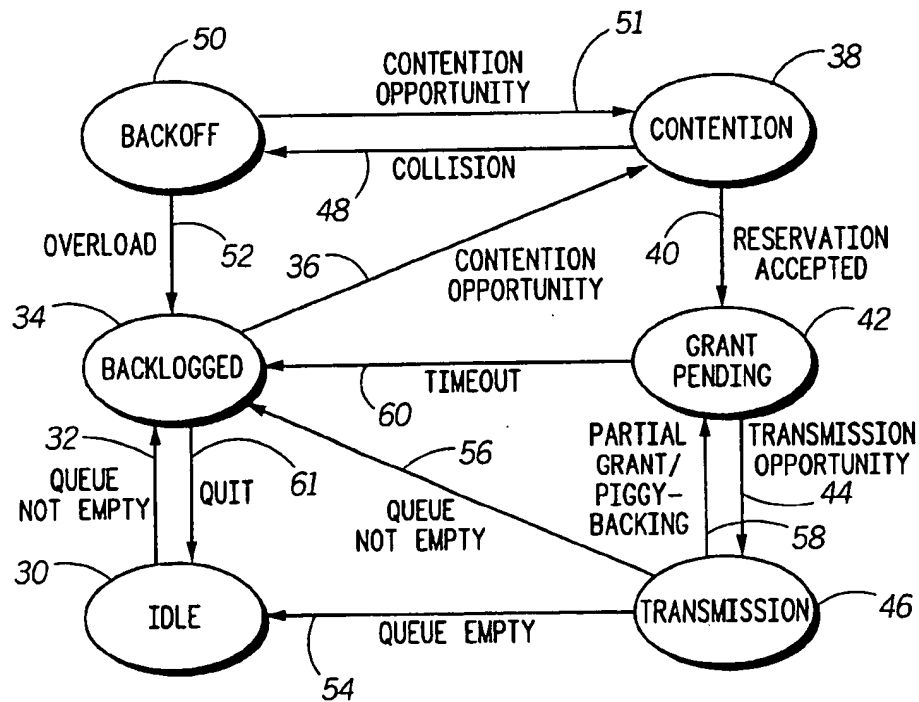 50
51
38
CONTENTION
OPPORTUNITY
BACKOFF
CONTENTION
COLLISION
48
OVERLOAD
52
36
CONTENTION
OPPORTUNITY
40
RESERVATION
ACCEPTED
34
42
BACKLOGGED
GRANT
PENDING
TIMEOUT
60
32
QUEUE
NOT EMPTY
QUIT
61
56
QUEUE
NOT EMPTY
PARTIAL
GRANT/
PIGGY-
BACKING
TRANSMISSION
OPPORTUNITY
44
58
30
IDLE
QUEUE EMPTY
54
TRANSMISSION
46